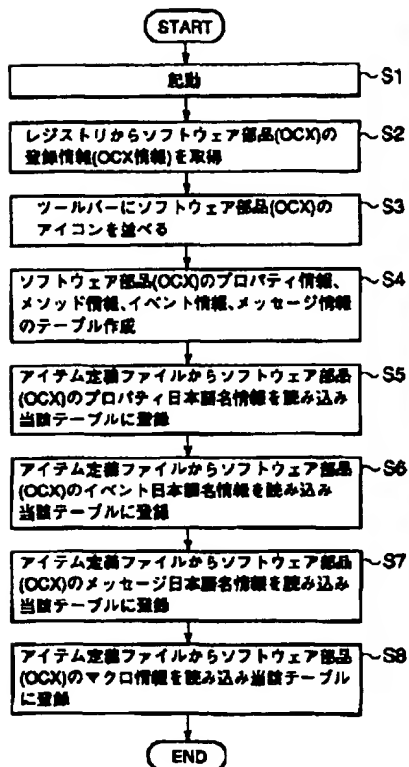 START
起動
S1
レジストリからソフトウェア部品(OCX)の
登録情報(OCX情報)を取得
S2
ツールバーにソフトウェア部品(OCX)の
アイコンを並べる
S3
ソフトウェア部品(OCX)のプロパティ情報、
メソッド情報、イベント情報、メッセージ情報
のテーブル作成
S4
アイテム定義ファイルからソフトウェア部品
(OCX)のプロパティ日本語名情報を読み込み
当該テーブルに登録
S5
アイテム定義ファイルからソフトウェア部品
(OCX)のイベント日本語名情報を読み込み
当該テーブルに登録
S6
アイテム定義ファイルからソフトウェア部品
(OCX)のメッセージ日本語名情報を読み込み
当該テーブルに登録
S7
アイテム定義ファイルからソフトウェア部品
(OCX)のマクロ情報を読み込み当該テーブル
に登録
S8
END